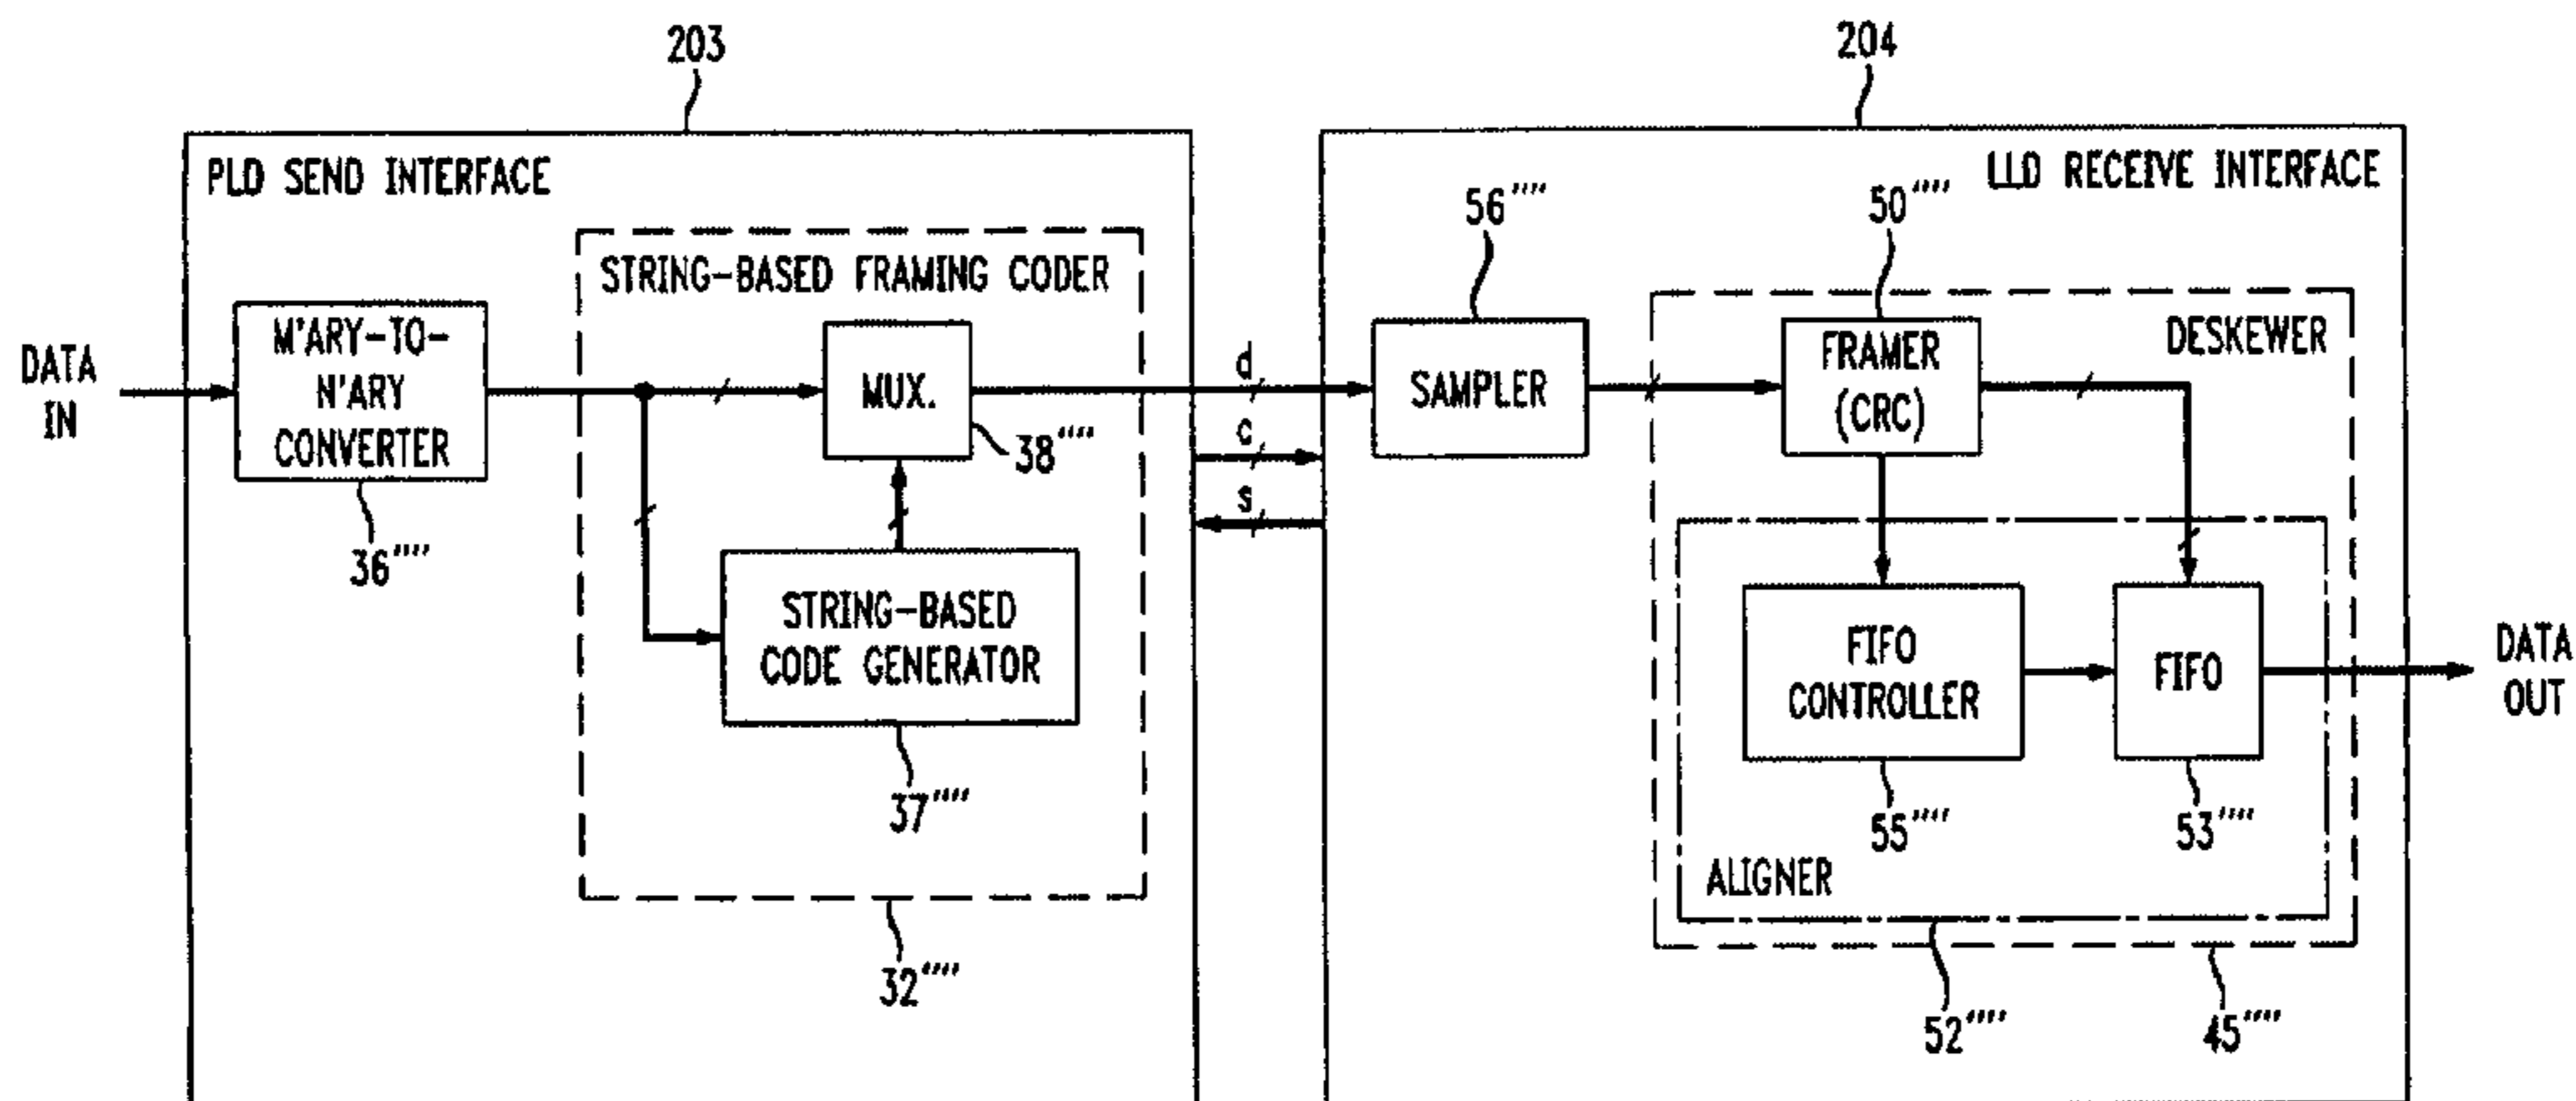 203
204
PLD SEND INTERFACE
LLD RECEIVE INTERFACE
56""
50""
STRING-BASED FRAMING CODER
DESKEWER
DATA
IN
M'ARY-TO-
N'ARY
CONVERTER
MUX.
d
c
s
SAMPLER
FRAMER
(CRC)
38""
36""
STRING-BASED
CODE GENERATOR
FIFO
CONTROLLER
FIFO
DATA
OUT
37""
55""
53""
ALIGNER
32""
52""
45""